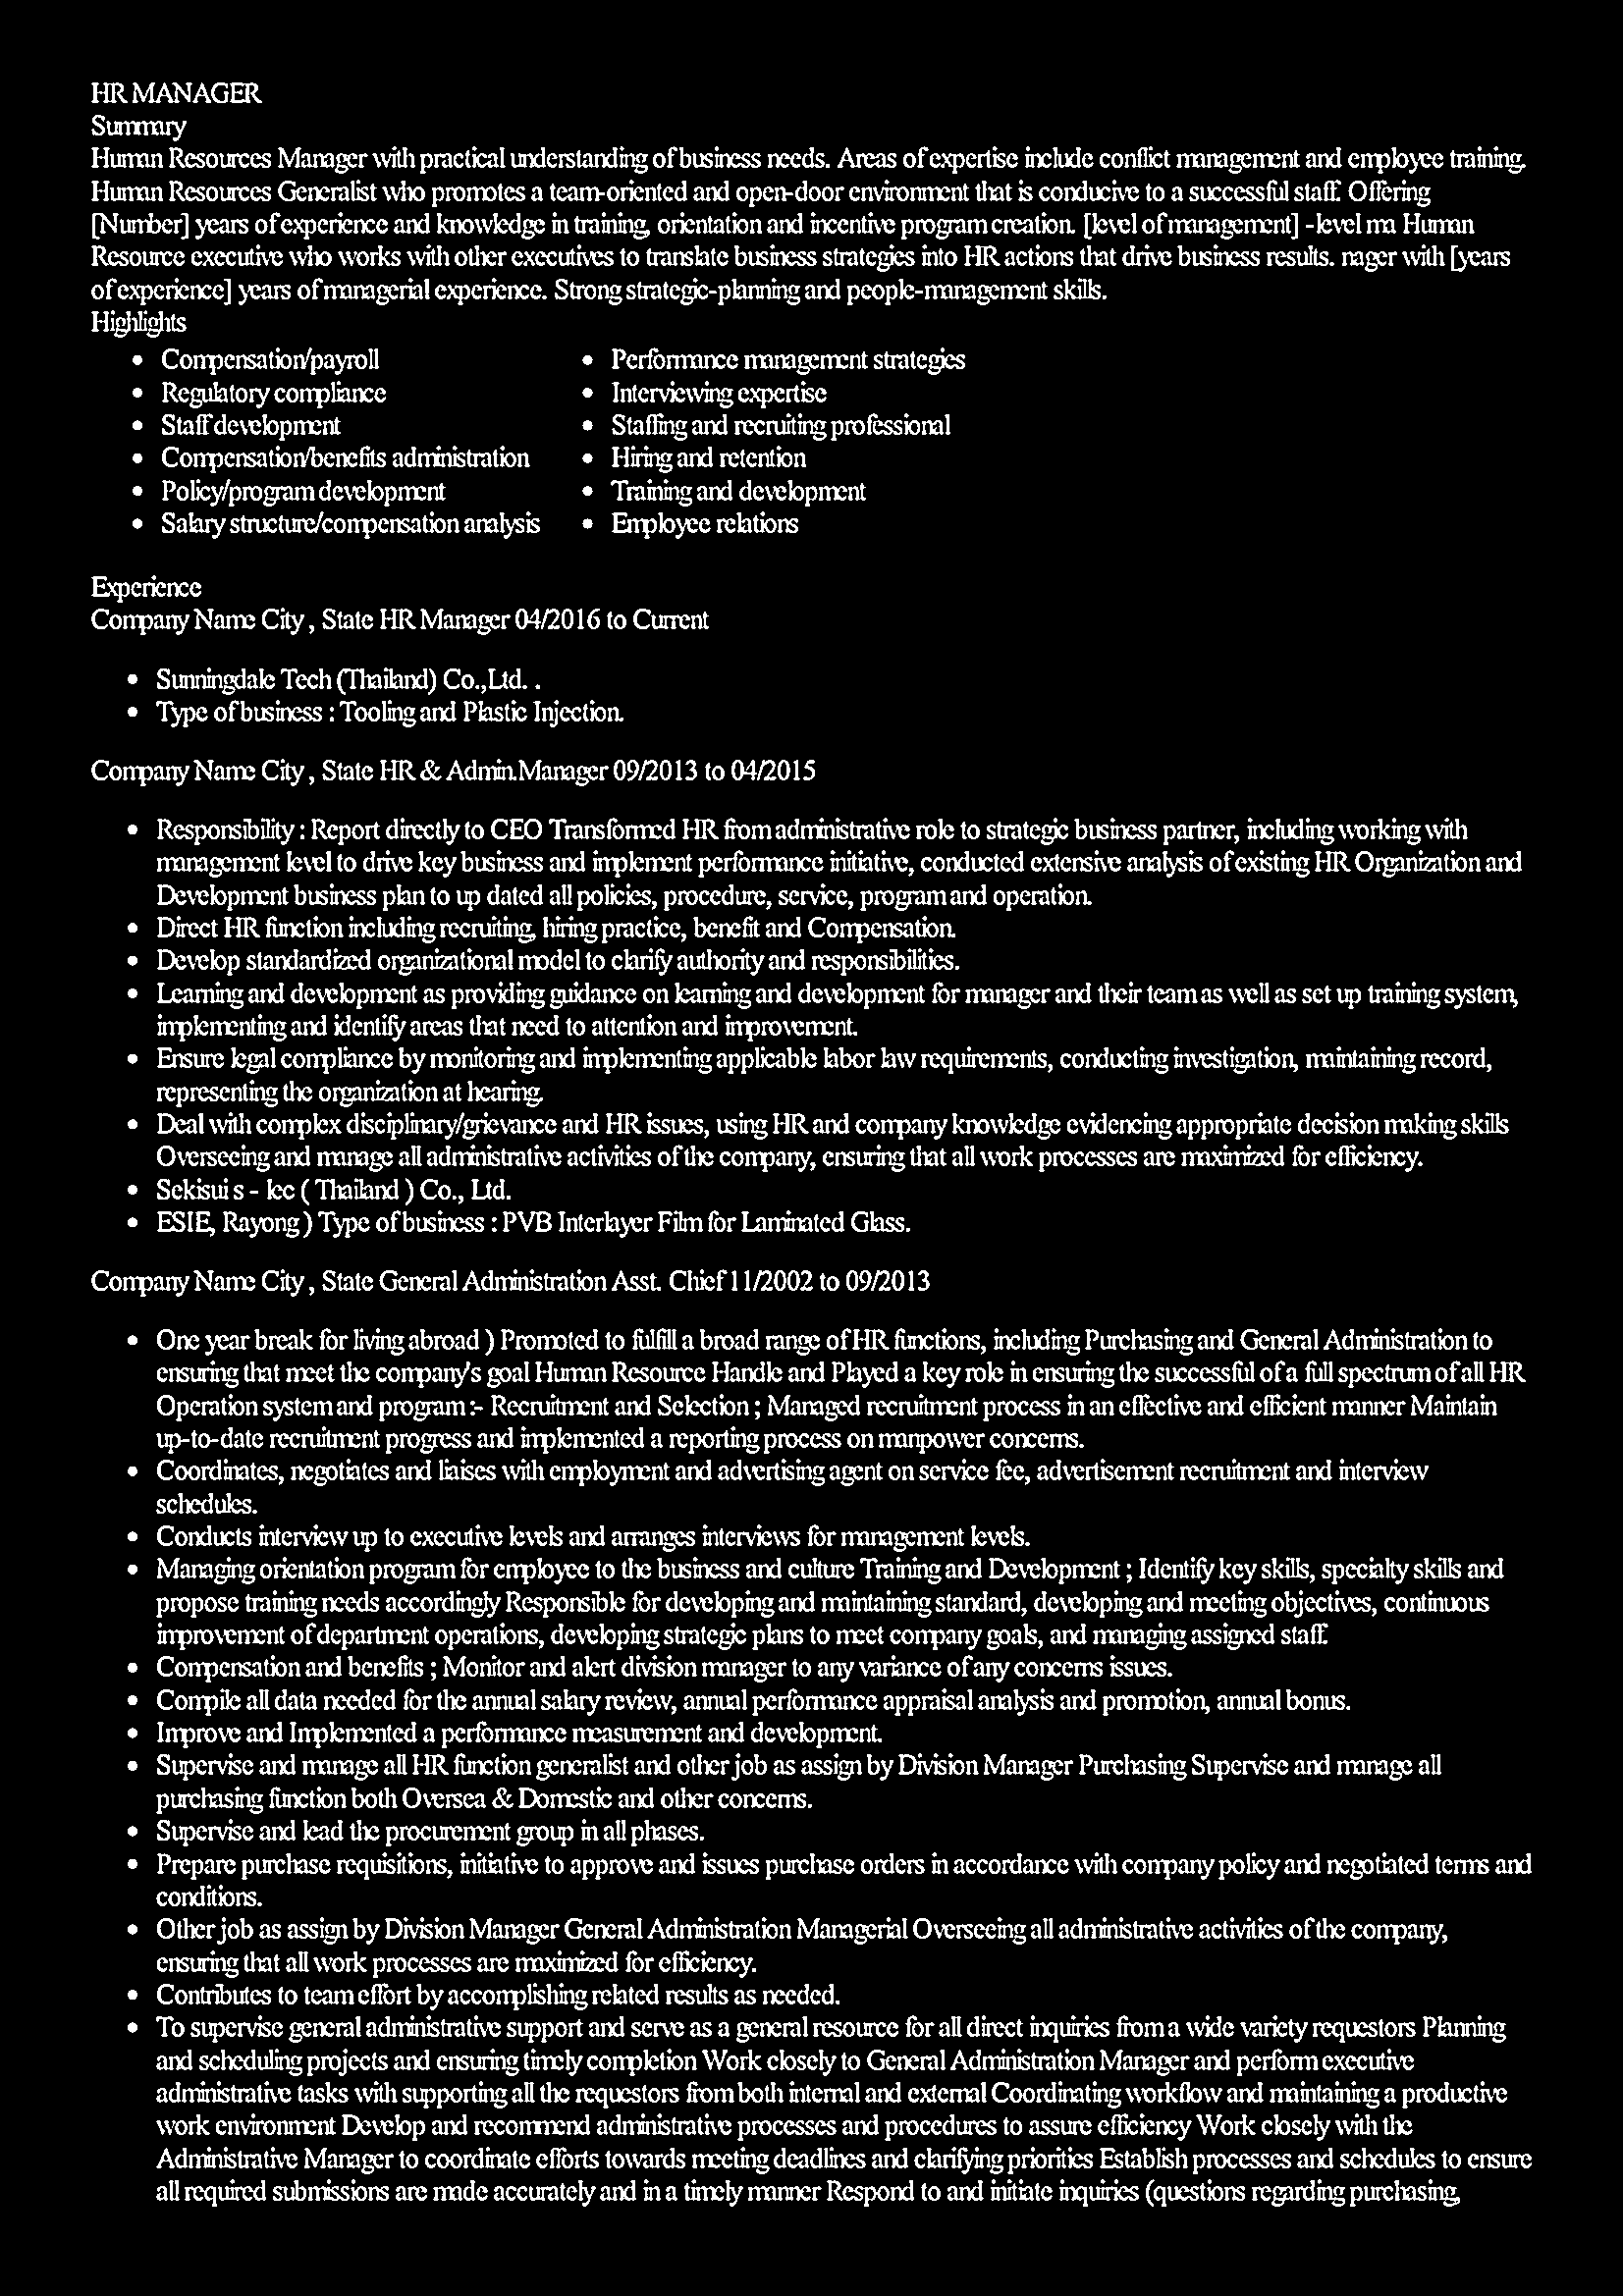 HR MANAGER
Summary
Human Resources Manager with practical understanding of business needs. Areas of expertise include conflict management and employee training.
Human Resources Generalist who promotes a team-oriented and open-door environment that is conducive to a successful staff. Offering
[Number] years of experience and knowledge in training, orientation and incentive program creation. [level of management] -level ma Human
Resource executive who works with other executives to translate business strategies into HR actions that drive business results. nager with [years
of experience] years of managerial experience. Strong strategic-planning and people-management skills.
Highlights
• Compensation/payroll
• Regulatory compliance
• Staff development
• Compensation/benefits administration
• Policy/program development
• Salary structure/compensation analysis
• Performance management strategies
• Interviewing expertise
• Staffing and recruiting professional
• Hiring and retention
• Training and development
• Employee relations
Experience
Company Name City , State HR Manager 04/2016 to Current
• Sunningdale Tech (Thailand) Co.,Ltd. .
• Type of business : Tooling and Plastic Injection.
Company Name City , State HR & Admin.Manager 09/2013 to 04/2015
• Responsibility : Report directly to CEO Transformed HR from administrative role to strategic business partner, including working with
management level to drive key business and implement performance initiative, conducted extensive analysis of existing HR Organization and
Development business plan to up dated all policies, procedure, service, program and operation.
• Direct HR function including recruiting, hiring practice, benefit and Compensation.
• Develop standardized organizational model to clarify authority and responsibilities.
• Learning and development as providing guidance on learning and development for manager and their team as well as set up training system,
implementing and identify areas that need to attention and improvement.
• Ensure legal compliance by monitoring and implementing applicable labor law requirements, conducting investigation, maintaining record,
representing the organization at hearing.
• Deal with complex disciplinary/grievance and HR issues, using HR and company knowledge evidencing appropriate decision making skills
Overseeing and manage all administrative activities of the company, ensuring that all work processes are maximized for efficiency.
• Sekisui s - lec ( Thailand ) Co., Ltd.
• ESIE, Rayong ) Type of business : PVB Interlayer Film for Laminated Glass.
Company Name City , State General Administration Asst. Chief 11/2002 to 09/2013
• One year break for living abroad ) Promoted to fulfill a broad range of HR functions, including Purchasing and General Administration to
ensuring that meet the company's goal Human Resource Handle and Played a key role in ensuring the successful of a full spectrum of all HR
Operation system and program :- Recruitment and Selection ; Managed recruitment process in an effective and efficient manner Maintain
up-to-date recruitment progress and implemented a reporting process on manpower concerns.
• Coordinates, negotiates and liaises with employment and advertising agent on service fee, advertisement recruitment and interview
schedules.
• Conducts interview up to executive levels and arranges interviews for management levels.
• Managing orientation program for employee to the business and culture Training and Development ; Identify key skills, specialty skills and
propose training needs accordingly Responsible for developing and maintaining standard, developing and meeting objectives, continuous
improvement of department operations, developing strategic plans to meet company goals, and managing assigned staff.
• Compensation and benefits ; Monitor and alert division manager to any variance of any concerns issues.
• Compile all data needed for the annual salary review, annual performance appraisal analysis and promotion, annual bonus.
• Improve and Implemented a performance measurement and development.
• Supervise and manage all HR function generalist and other job as assign by Division Manager Purchasing Supervise and manage all
purchasing function both Oversea & Domestic and other concerns.
• Supervise and lead the procurement group in all phases.
• Prepare purchase requisitions, initiative to approve and issues purchase orders in accordance with company policy and negotiated terms and
conditions.
• Other job as assign by Division Manager General Administration Managerial Overseeing all administrative activities of the company,
ensuring that all work processes are maximized for efficiency.
• Contributes to team effort by accomplishing related results as needed.
• To supervise general administrative support and serve as a general resource for all direct inquiries from a wide variety requestors Planning
and scheduling projects and ensuring timely completion Work closely to General Administration Manager and perform executive
administrative tasks with supporting all the requestors from both internal and external Coordinating workflow and maintaining a productive
work environment Develop and recommend administrative processes and procedures to assure efficiency Work closely with the
Administrative Manager to coordinate efforts towards meeting deadlines and clarifying priorities Establish processes and schedules to ensure
all required submissions are made accurately and in a timely manner Respond to and initiate inquiries (questions regarding purchasing,